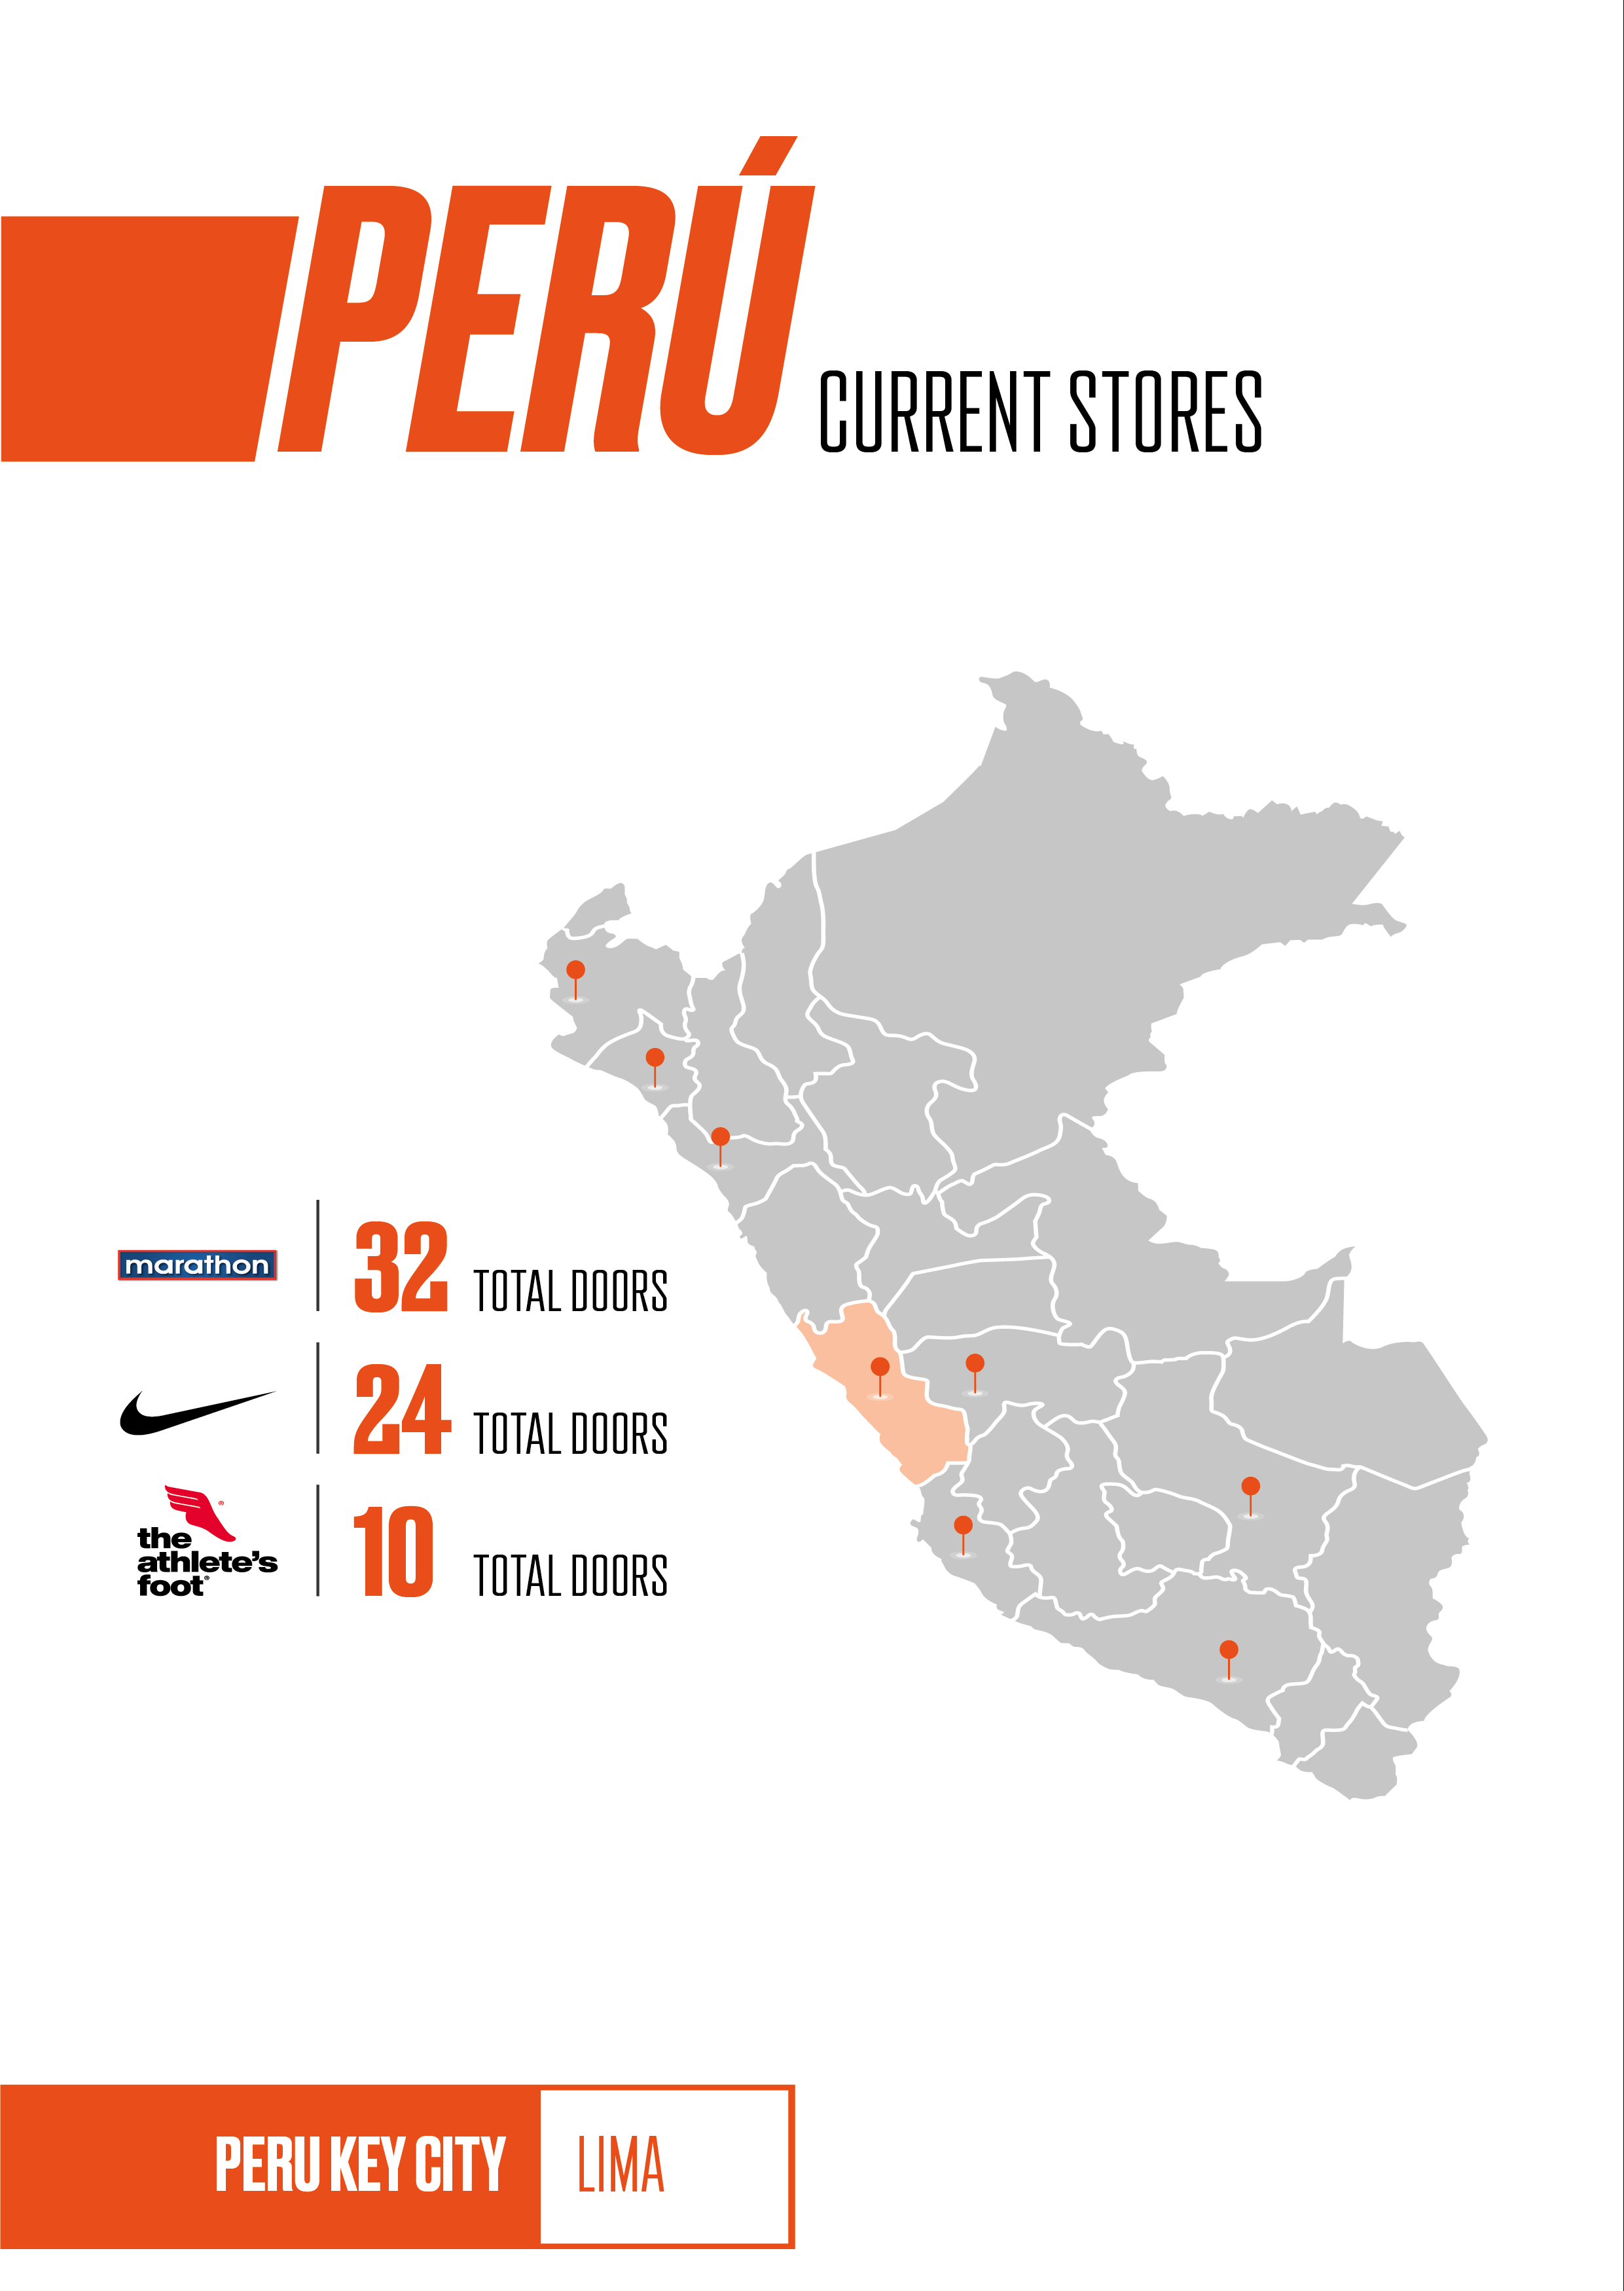 PERÚ
CURRENT STORES
marathon
32 TOTAL DOORS
24 TOTAL DOORS
the
athlete's
foot®
®
10 TOTAL DOORS
PERU KEY CITY
LIMA